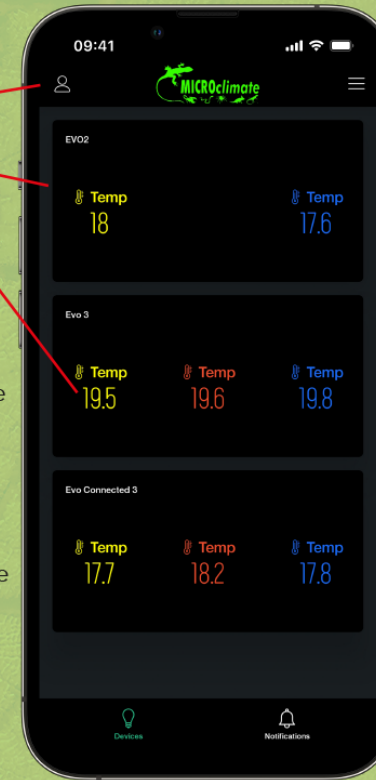 09:41
MICROclimate
EVO2
Temp Temp
18 17.6
Evo 3
Temp Temp Temp
19.5 19.6 19.8
e
Evo Connected 3
Temp Temp Temp
17.7 18.2 17.8
e
Devices Notifications